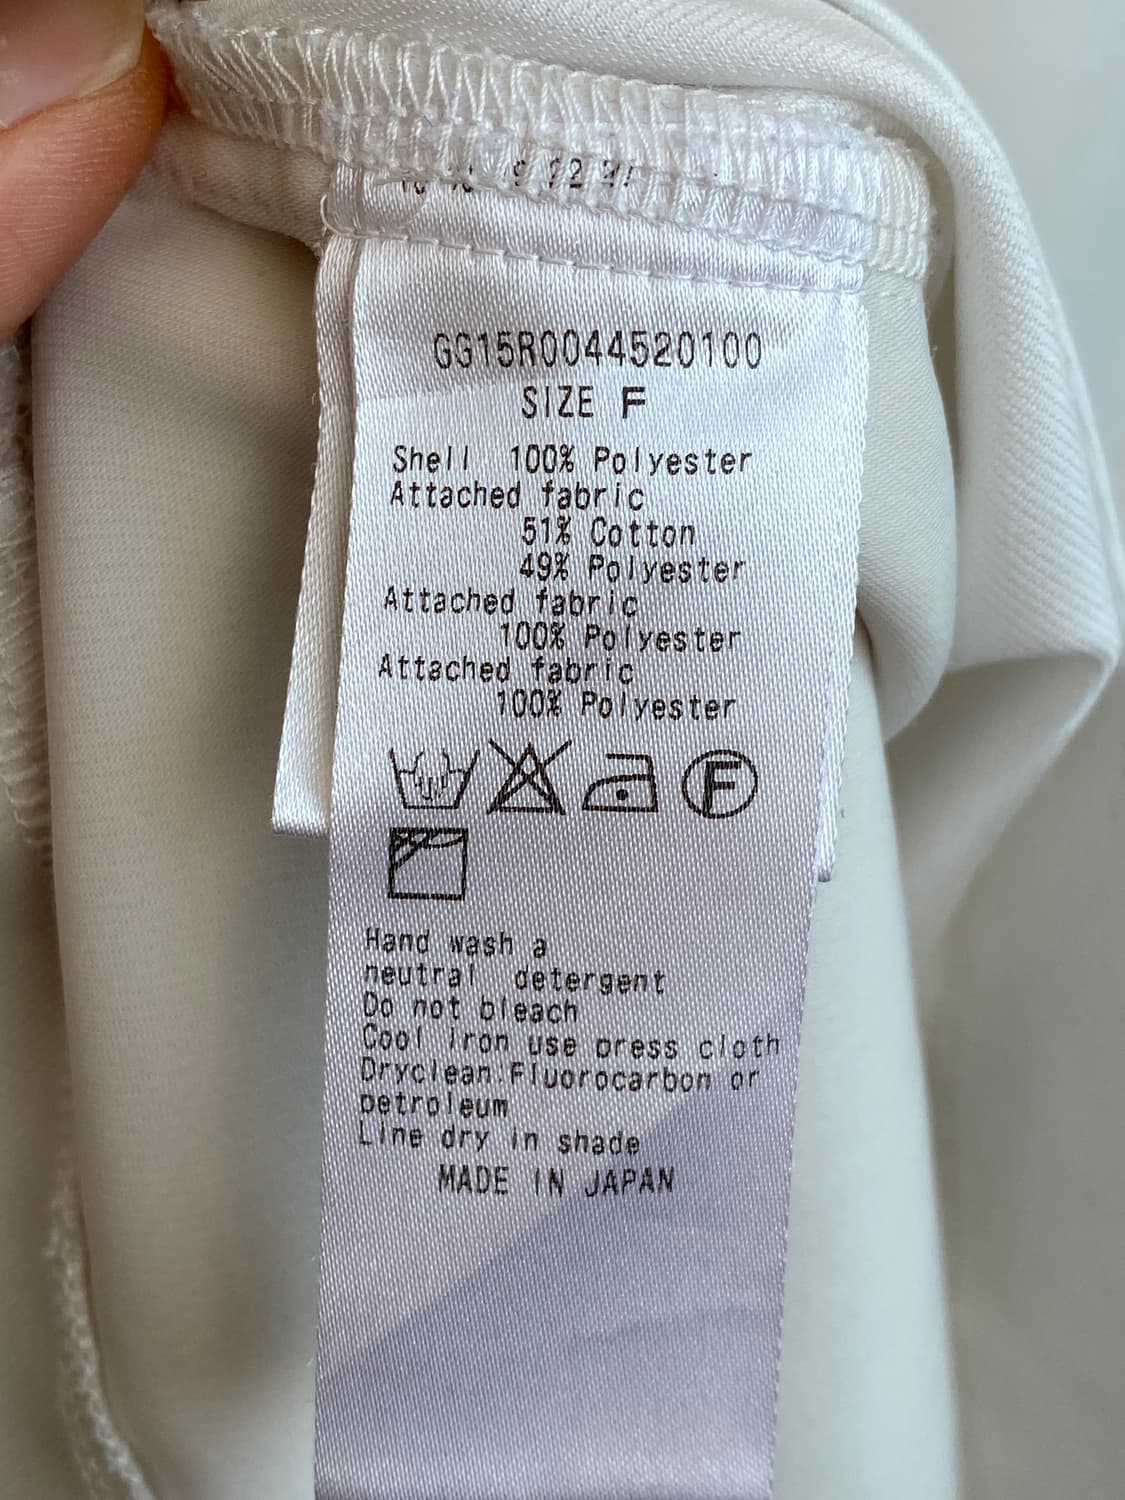 GG15R0044520100
SIZE F
Shell 100% Polyester
Attached fabric
51% Cotton
49% Polyester
Attached fabric
100% Polyester
Attached fabric
100% Polyester
F
Hand wash a
neutral detergent
Do not bleach
Cool iron use press cloth
Dryclean.Fluorocarbon or
petroleum
Line dry in shade
MADE IN JAPAN